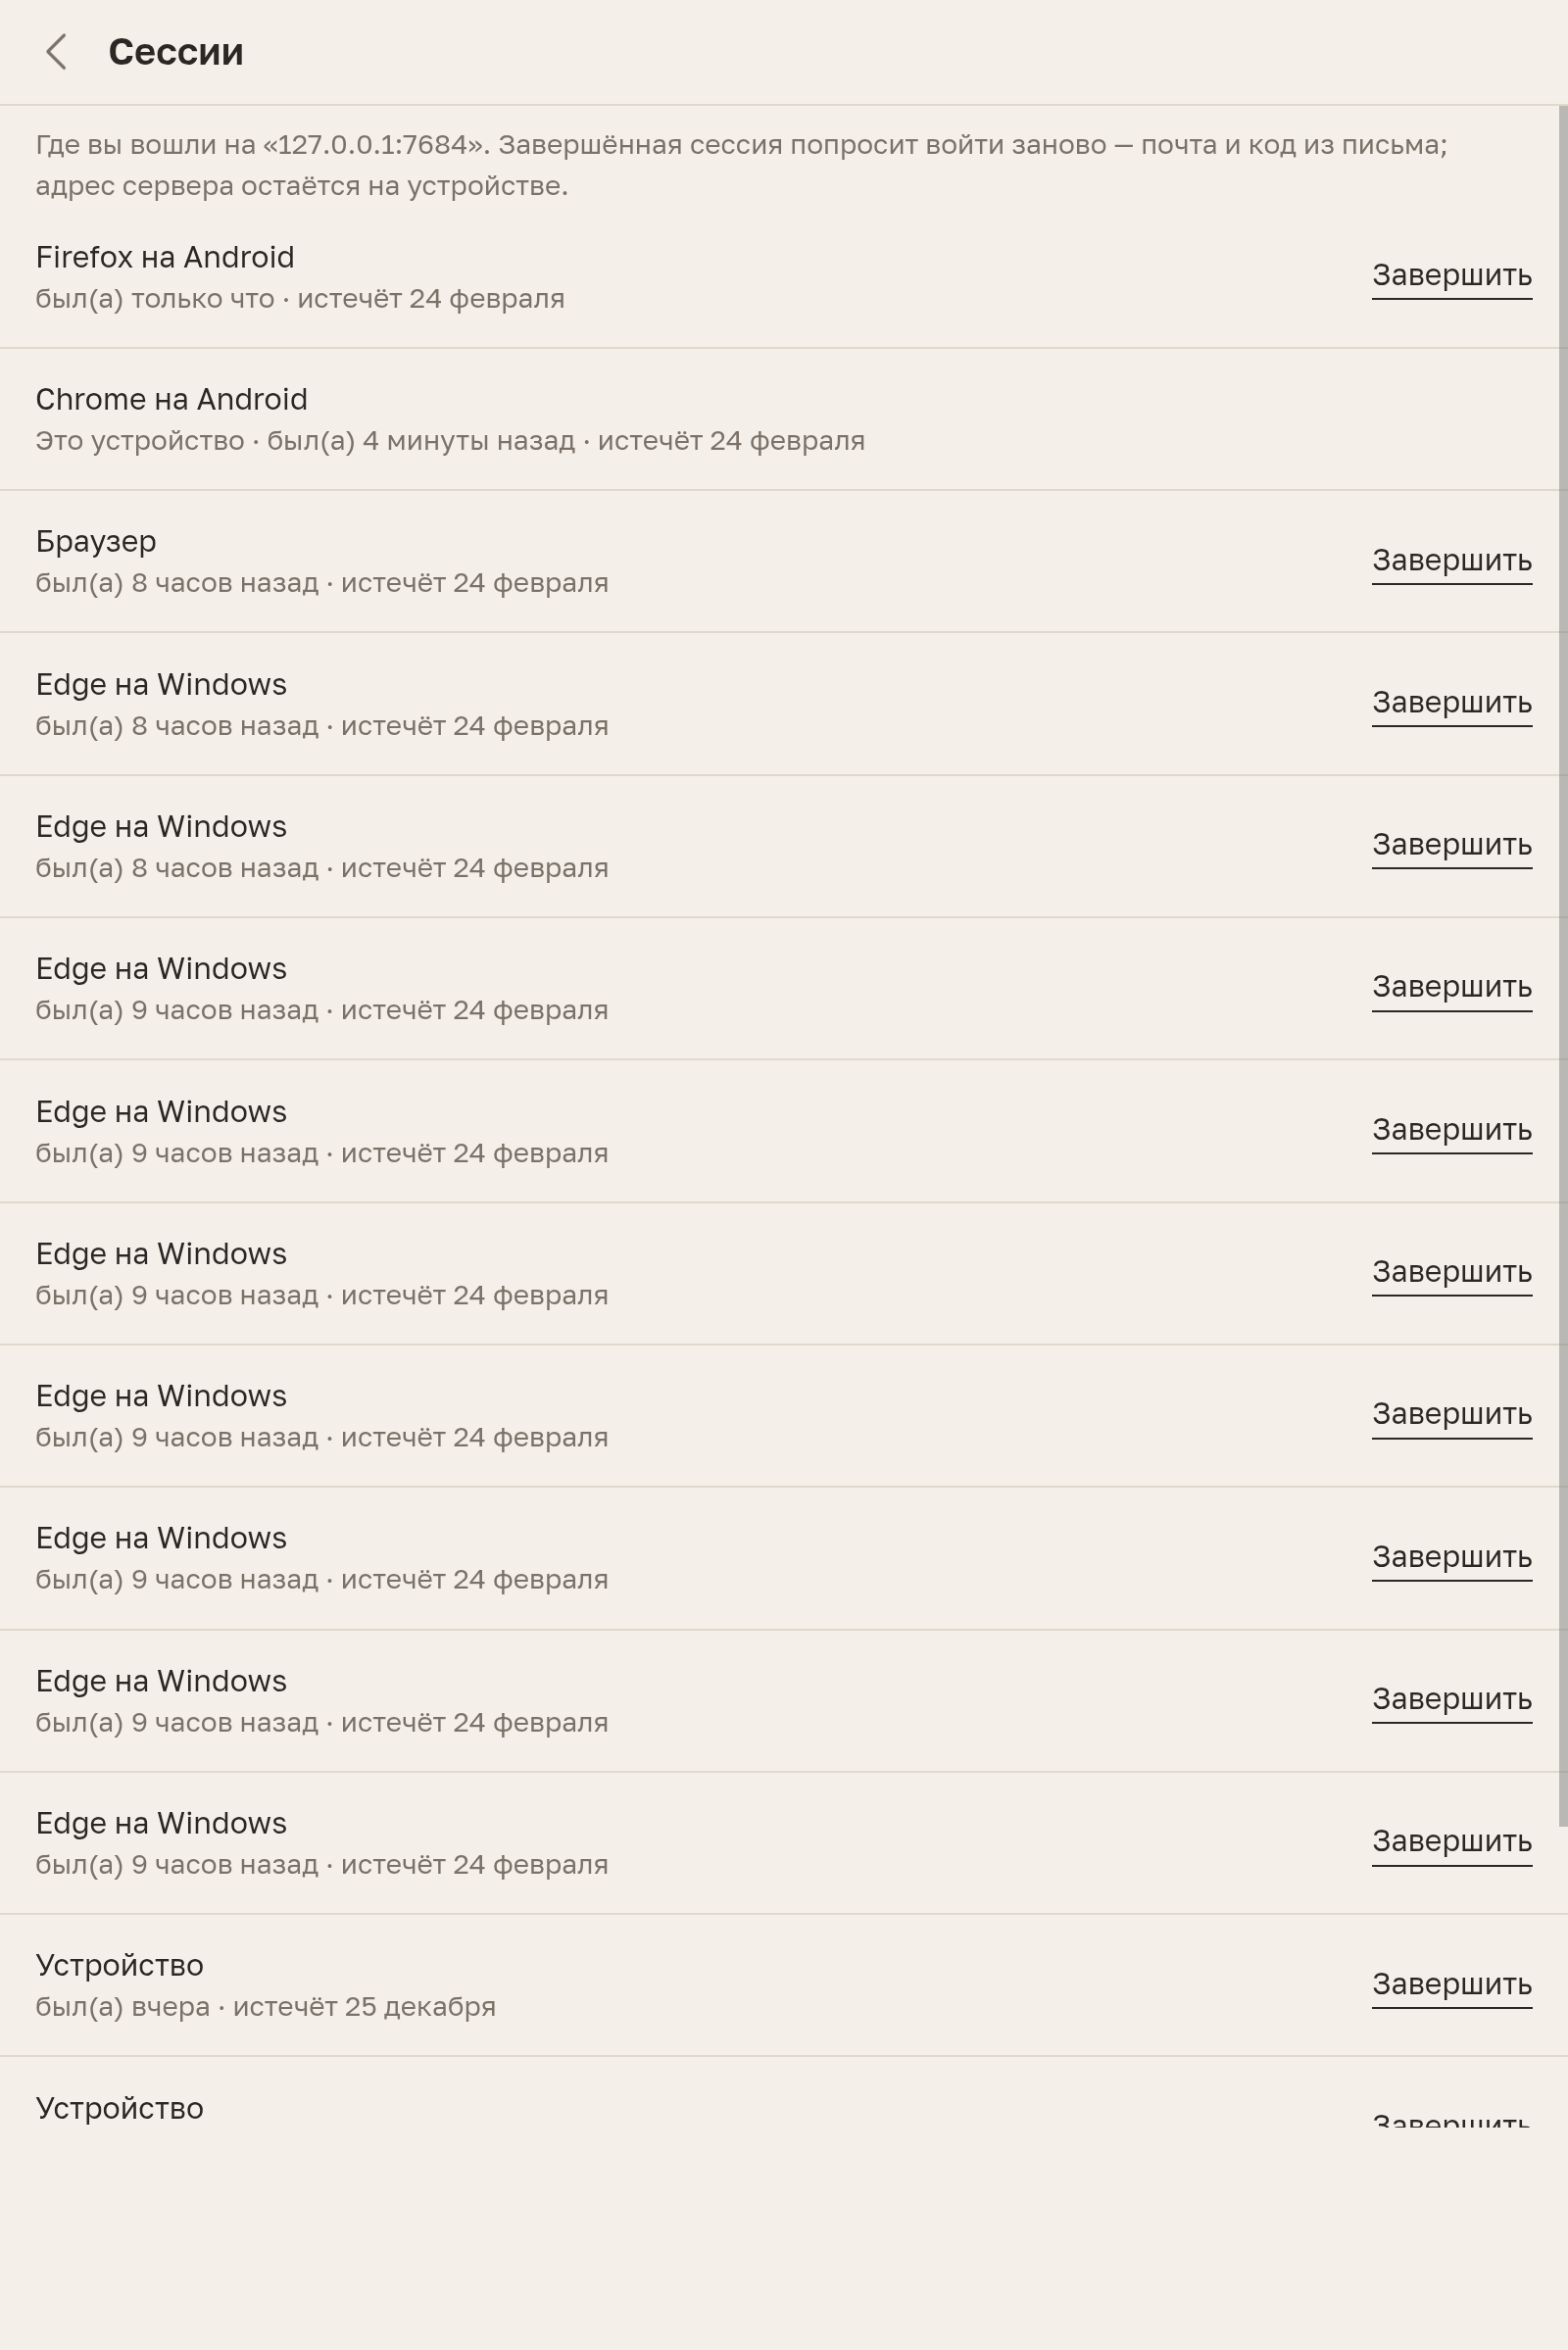 Сессии
Где вы вошли на «127.0.0.1:7684». Завершённая сессия попросит войти заново — почта и код из письма;
адрес сервера остаётся на устройстве.
Firefox на Android
был(а) только что · истечёт 24 февраля
Завершить
Chrome на Android
Это устройство · был(а) 4 минуты назад · истечёт 24 февраля
Браузер
был(а) 8 часов назад · истечёт 24 февраля
Завершить
Edge на Windows
был(а) 8 часов назад · истечёт 24 февраля
Завершить
Edge на Windows
был(а) 8 часов назад · истечёт 24 февраля
Завершить
Edge на Windows
был(а) 9 часов назад · истечёт 24 февраля
Завершить
Edge на Windows
был(а) 9 часов назад · истечёт 24 февраля
Завершить
Edge на Windows
был(а) 9 часов назад · истечёт 24 февраля
Завершить
Edge на Windows
был(а) 9 часов назад · истечёт 24 февраля
Завершить
Edge на Windows
был(а) 9 часов назад · истечёт 24 февраля
Завершить
Edge на Windows
был(а) 9 часов назад · истечёт 24 февраля
Завершить
Edge на Windows
был(а) 9 часов назад · истечёт 24 февраля
Завершить
Устройство
был(а) вчера · истечёт 25 декабря
Завершить
Устройство
Завершить